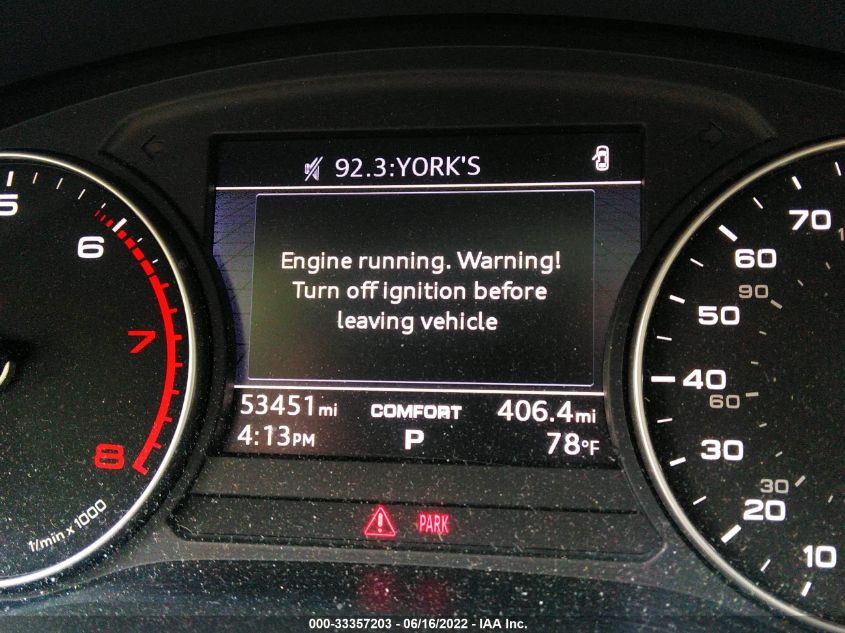 92.3:YORK'S
Engine running. Warning!
Turn off ignition before
leaving vehicle
53451mi COMFORT 406.4mi
4:13PM P 78°F
PARK
5
6
7
8
1/min x 1000
70
60
90
50
40
60
30
30
20
10
000-33357203 - 06/16/2022 - IAA Inc.